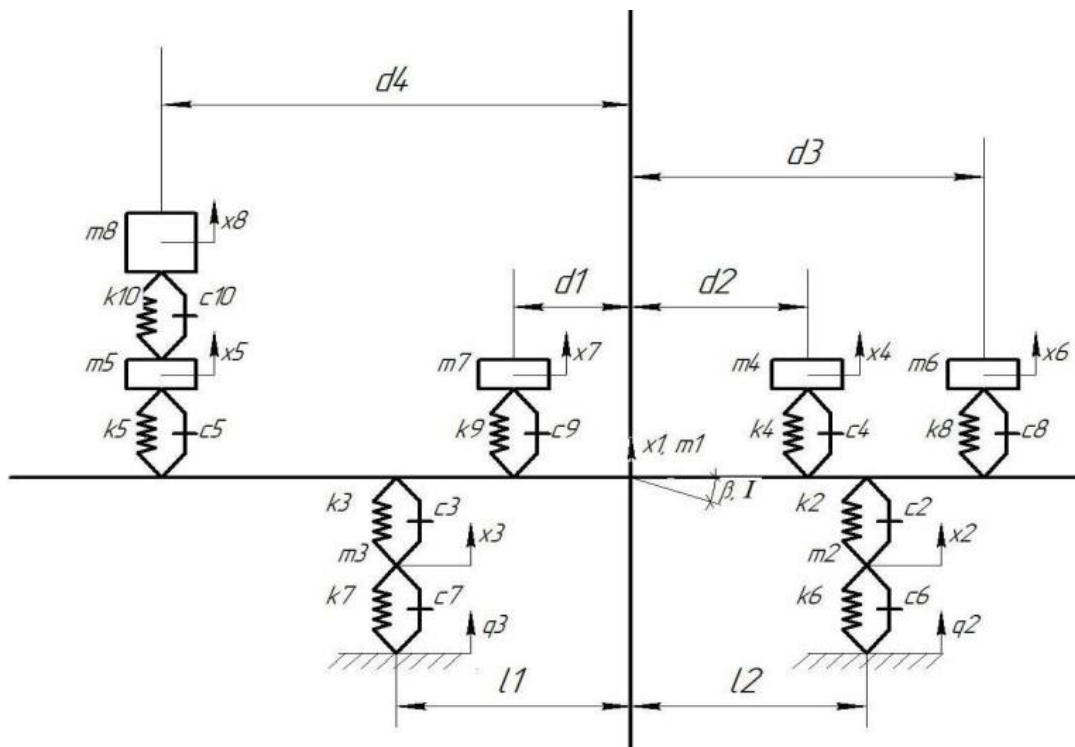 d4
d3
m8 x8
d1 d2
k10 c10
m5 x5 m7 x7 m4 x4 m6 x6
k5 c5 k9 c9 k4 c4 k8 c8
x1, m1
β, I
k3 c3 k2 c2
m3 x3 m2 x2
k7 c7 k6 c6
q3 q2
l1 l2